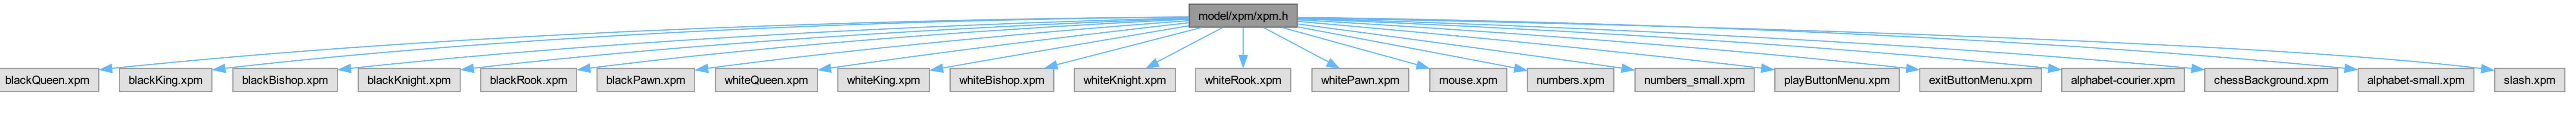 model/xpm/xpm.h
blackQueen.xpm
blackKing.xpm
blackBishop.xpm
blackKnight.xpm
blackRook.xpm
blackPawn.xpm
whiteQueen.xpm
whiteKing.xpm
whiteBishop.xpm
whiteKnight.xpm
whiteRook.xpm
whitePawn.xpm
mouse.xpm
numbers.xpm
numbers_small.xpm
playButtonMenu.xpm
exitButtonMenu.xpm
alphabet-courier.xpm
chessBackground.xpm
alphabet-small.xpm
slash.xpm